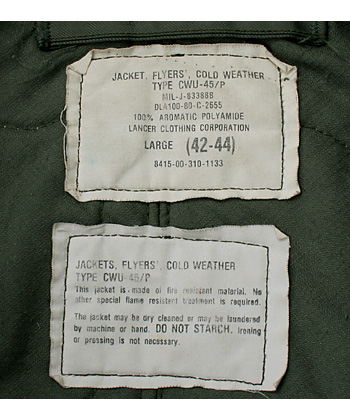 JACKET, FLYERS', COLD WEATHER
TYPE CWU-45/P
MIL-J-83388B
DLA100-80-C-2655
100% AROMATIC POLYAMIDE
LANCER CLOTHING CORPORATION
LARGE (42-44)
8415-00-310-1133
JACKETS, FLYERS', COLD WEATHER
TYPE CWU-45/P
This jacket is made of fire resistant material. No
other special flame resistant treatment is required.
The jacket may be dry cleaned or may be laundered
by machine or hand. DO NOT STARCH. Ironing
or pressing is not necessary.